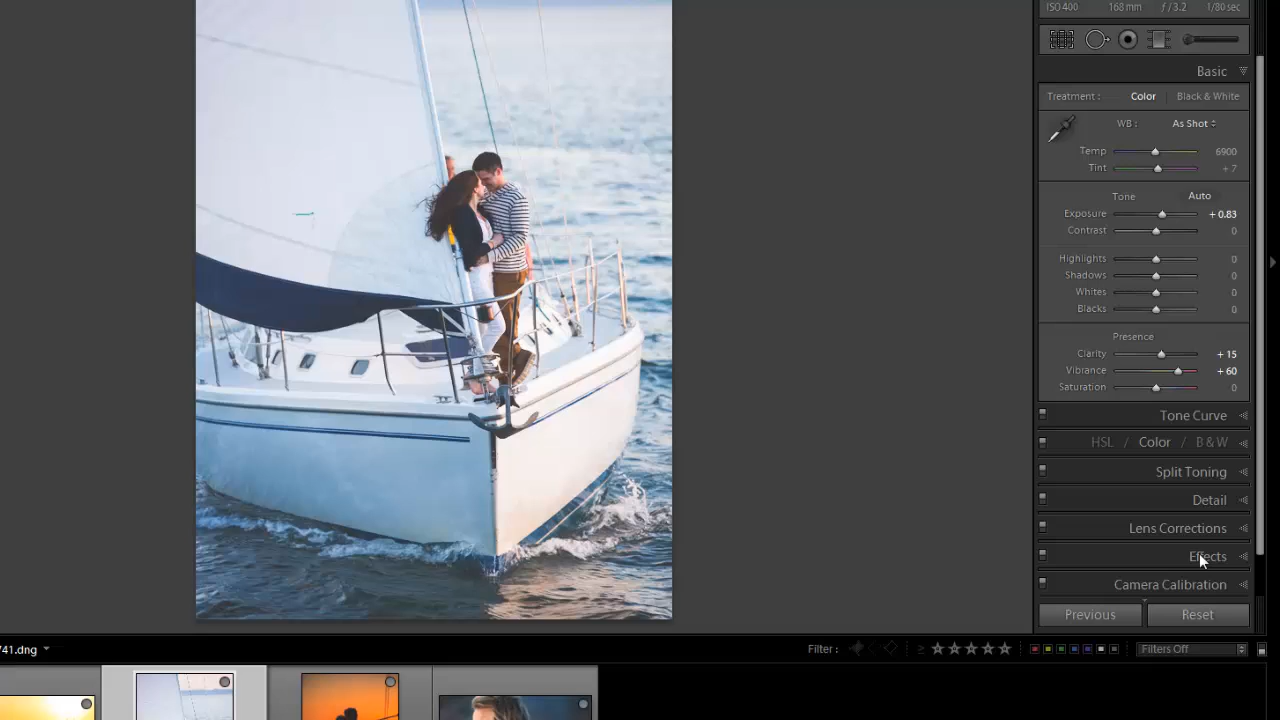 ISO 400 168 mm ƒ / 3.2 1/80 sec
Basic
Treatment : Color Black & White
WB : As Shot
Temp 6900
Tint + 7
Tone Auto
Exposure + 0.83
Contrast 0
Highlights 0
Shadows 0
Whites 0
Blacks 0
Presence
Clarity + 15
Vibrance + 60
Saturation 0
Tone Curve
HSL / Color / B & W
Split Toning
Detail
Lens Corrections
Effects
Camera Calibration
Previous Reset
741.dng Filter : Filters Off